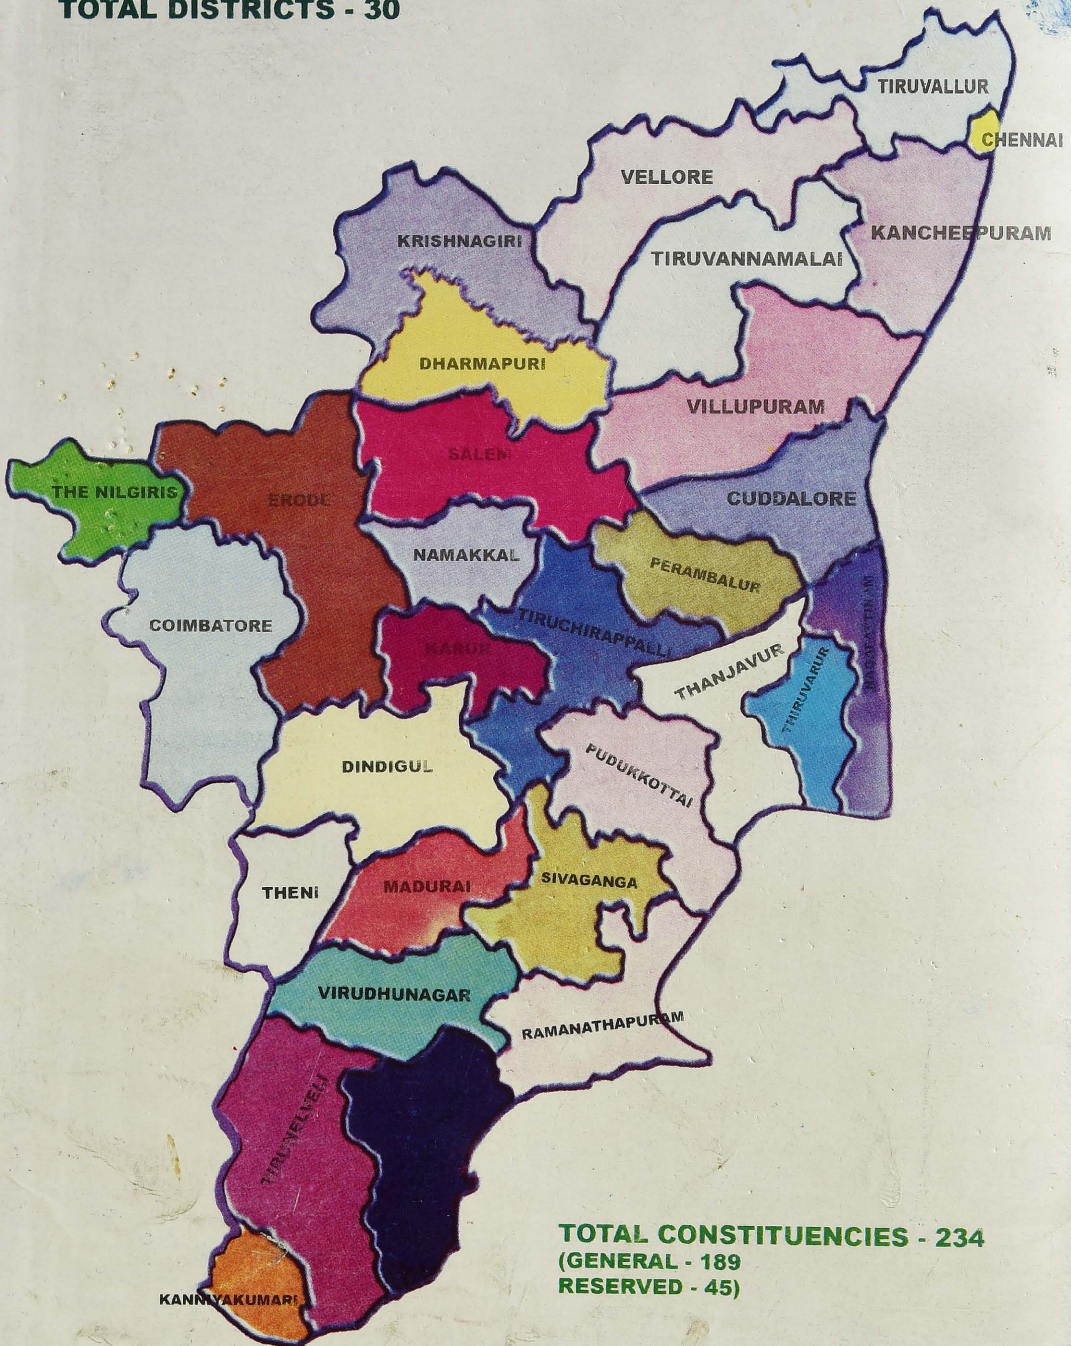 TOTAL DISTRICTS - 30
TIRUVALLUR
CHENNAI
VELLORE
KANCHEEPURAM
KRISHNAGIRI
TIRUVANNAMALAI
DHARMAPURI
VILLUPURAM
SALEM
THE NILGIRIS
ERODE
CUDDALORE
NAMAKKAL
PERAMBALUR
COIMBATORE
TIRUCHIRAPPALLI
KARUR
THANJAVUR
THIRUVARUR
DINDIGUL
PUDUKKOTTAI
THENi
MADURAI
SIVAGANGA
VIRUDHUNAGAR
RAMANATHAPURAM
TIRUNELVELI
TOTAL CONSTITUENCIES - 234
(GENERAL - 189
RESERVED - 45)
KANNIYAKUMARI